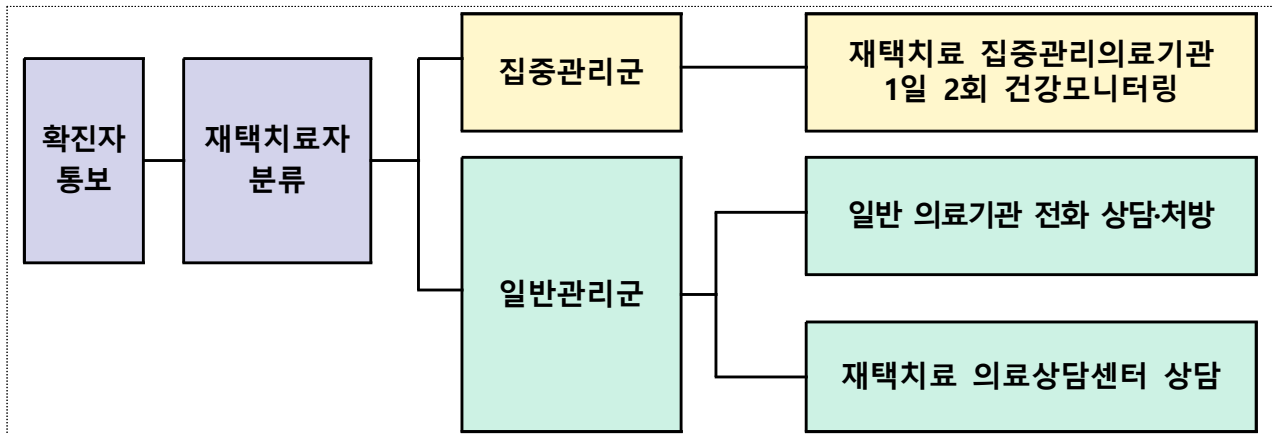 확진자
통보
재택치료자
분류
집중관리군
재택치료 집중관리의료기관
1일 2회 건강모니터링
일반관리군
일반 의료기관 전화 상담·처방
재택치료 의료상담센터 상담